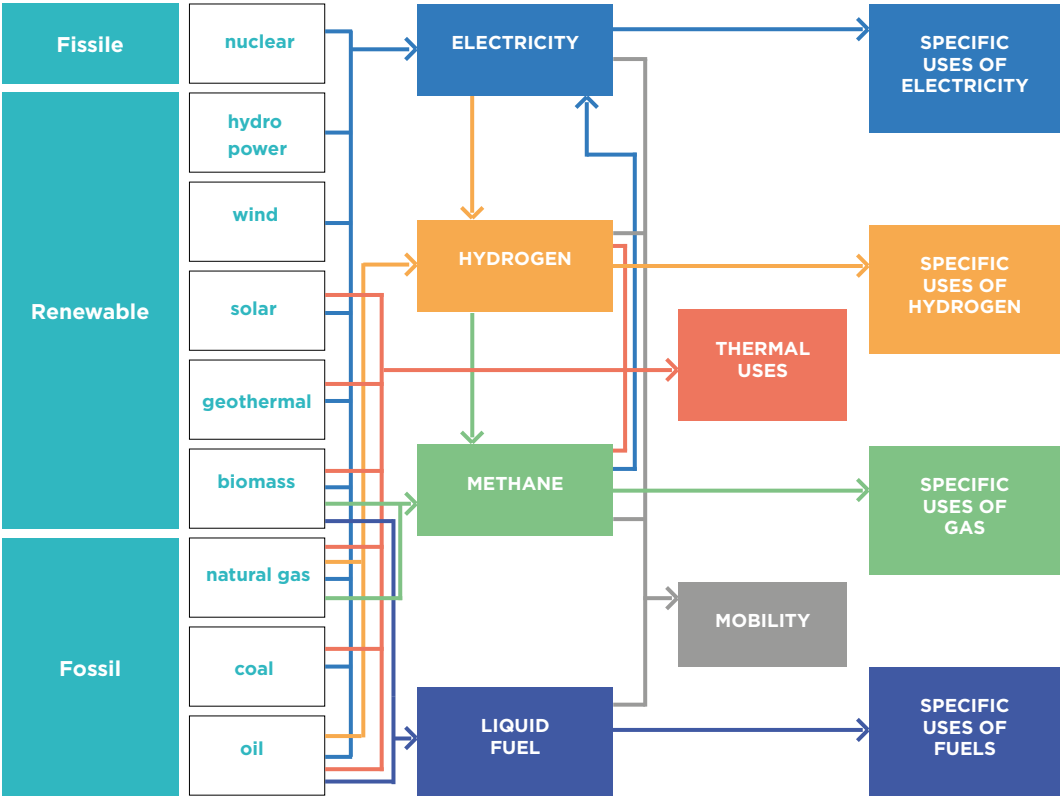 Fissile
nuclear
Renewable
hydro
power
wind
solar
geothermal
biomass
Fossil
natural gas
coal
oil
ELECTRICITY
HYDROGEN
METHANE
LIQUID
FUEL
THERMAL
USES
MOBILITY
SPECIFIC
USES OF
ELECTRICITY
SPECIFIC
USES OF
HYDROGEN
SPECIFIC
USES OF
GAS
SPECIFIC
USES OF
FUELS